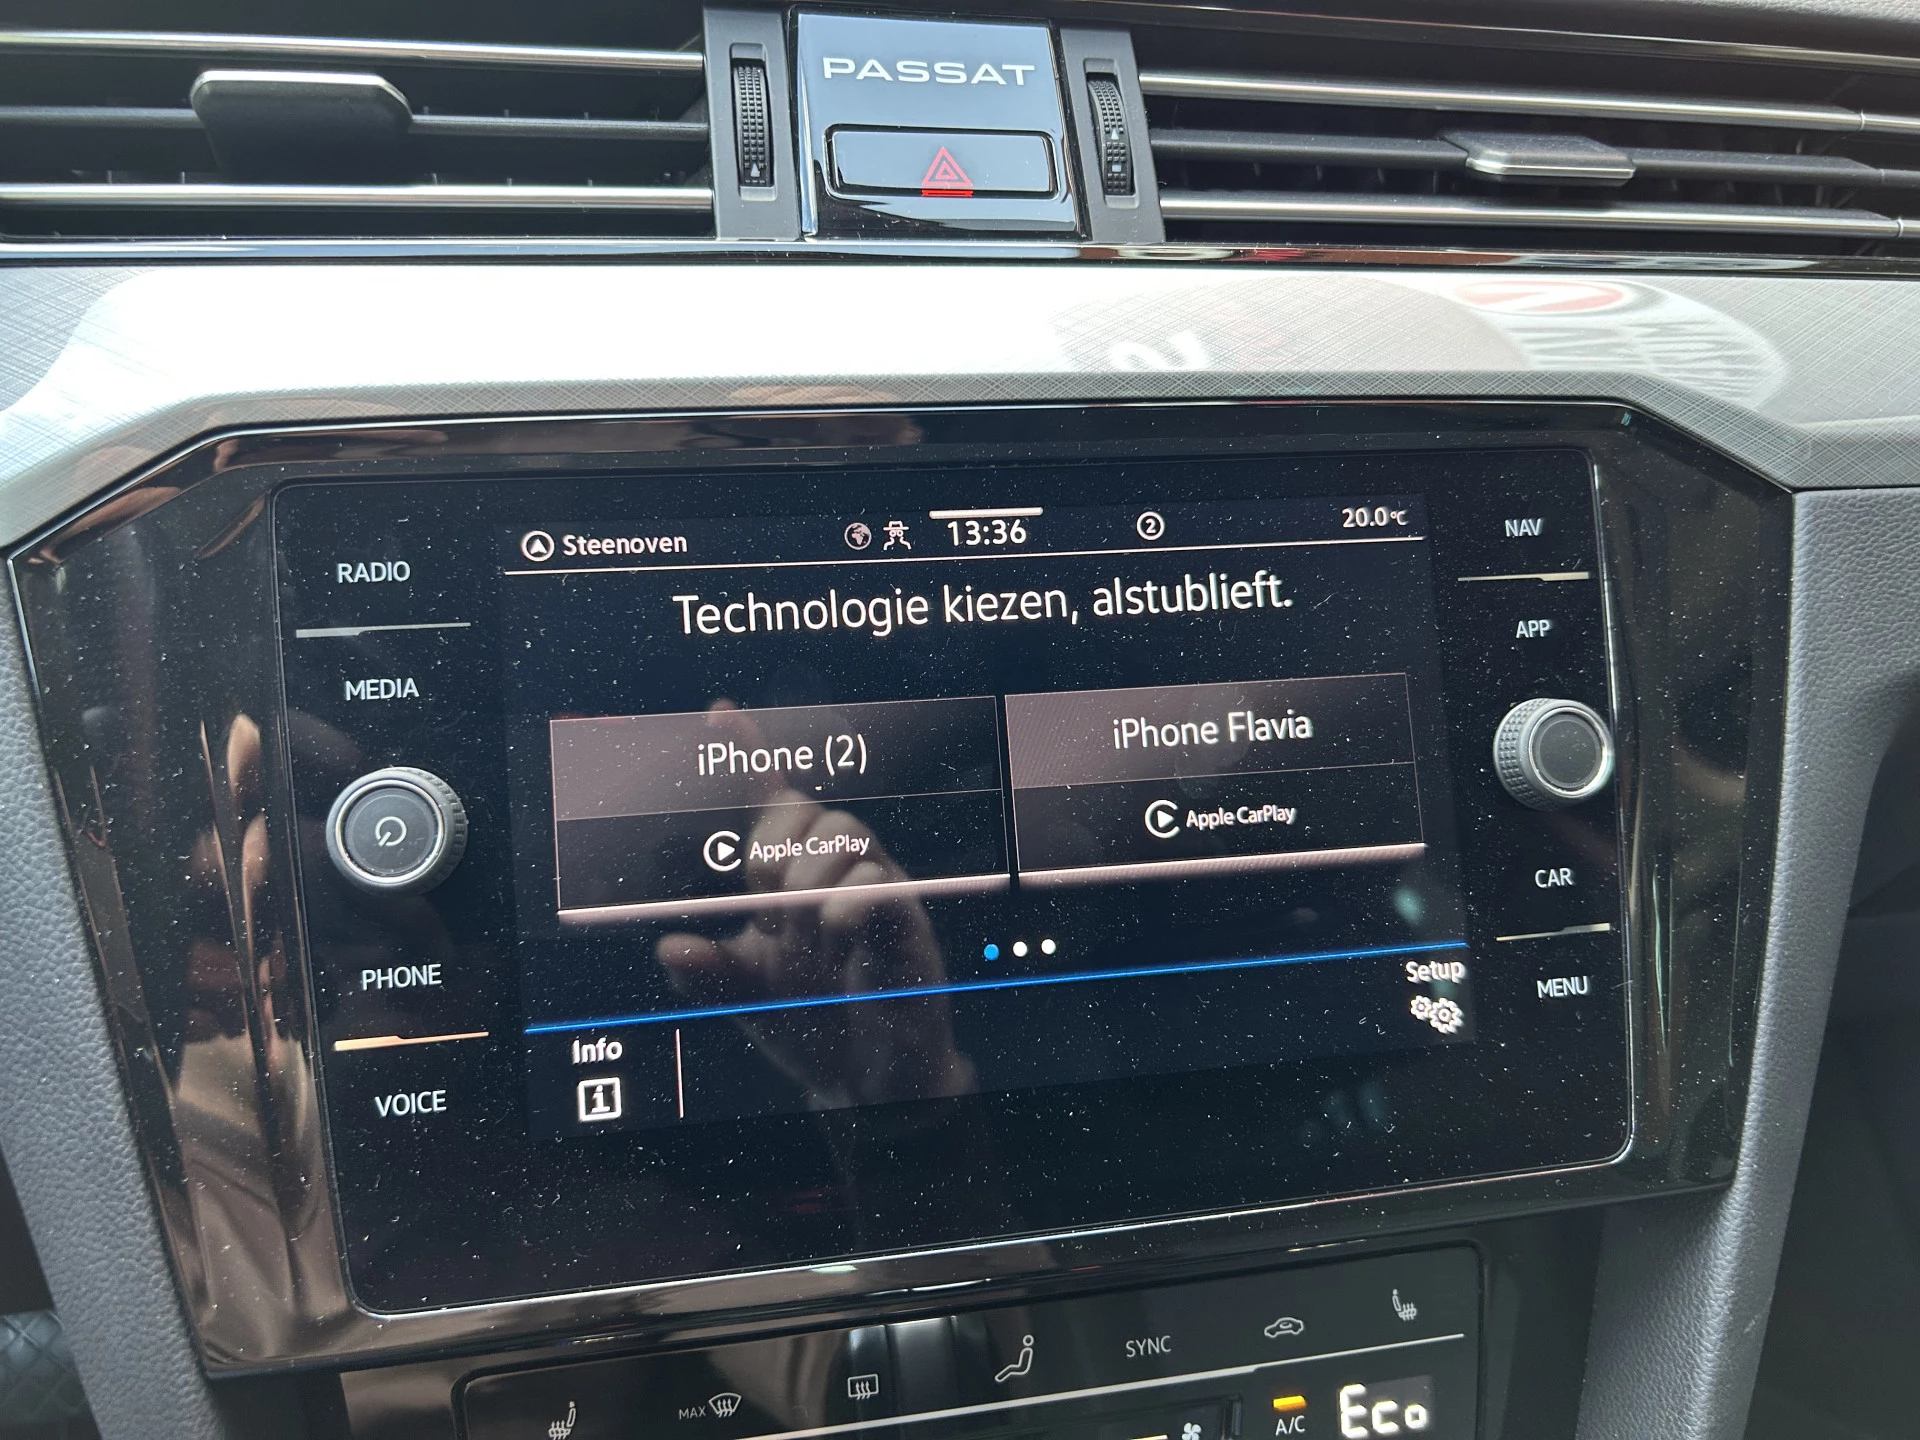 PASSAT
Steenoven
13:36
2
20.0°C
NAV
RADIO
Technologie kiezen, alstublieft.
APP
MEDIA
iPhone (2)
iPhone Flavia
Apple CarPlay
Apple CarPlay
CAR
PHONE
Setup
MENU
Info
i
VOICE
SYNC
MAX
A/C
Eco